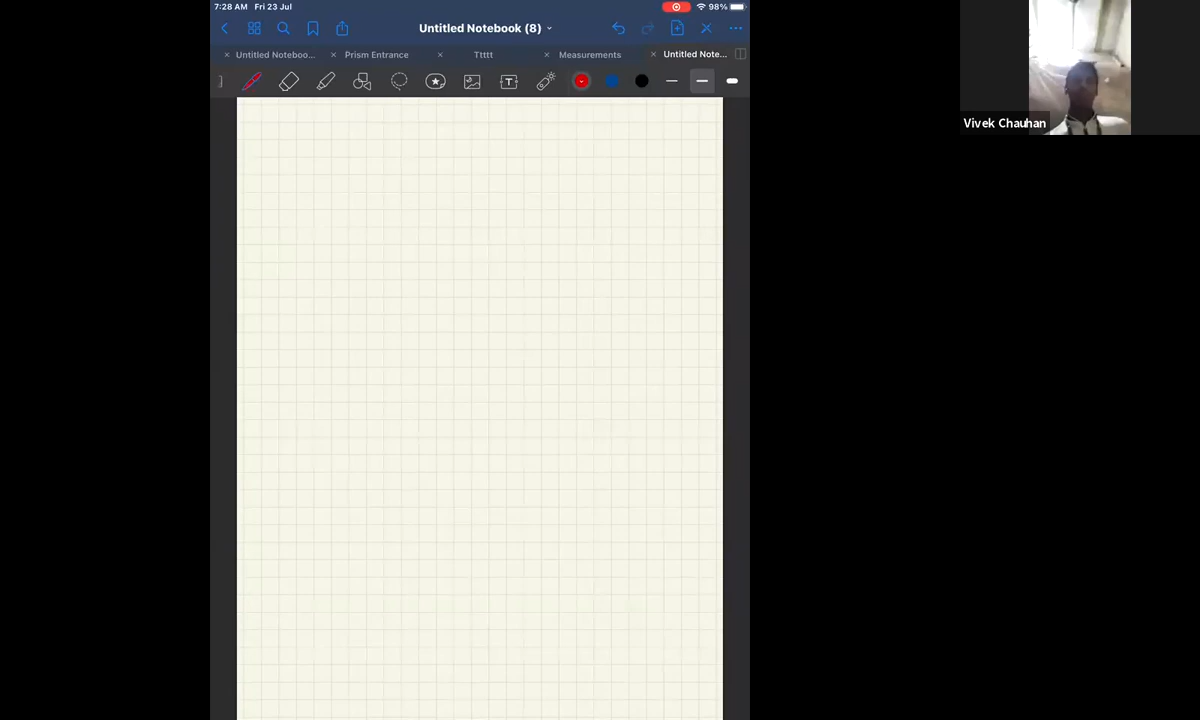 7:28 AM Fri 23 Jul
98%
Untitled Notebook (8)
Untitled Noteboo...
Prism Entrance
Ttttt
Measurements
Untitled Note...
T
Vivek Chauhan